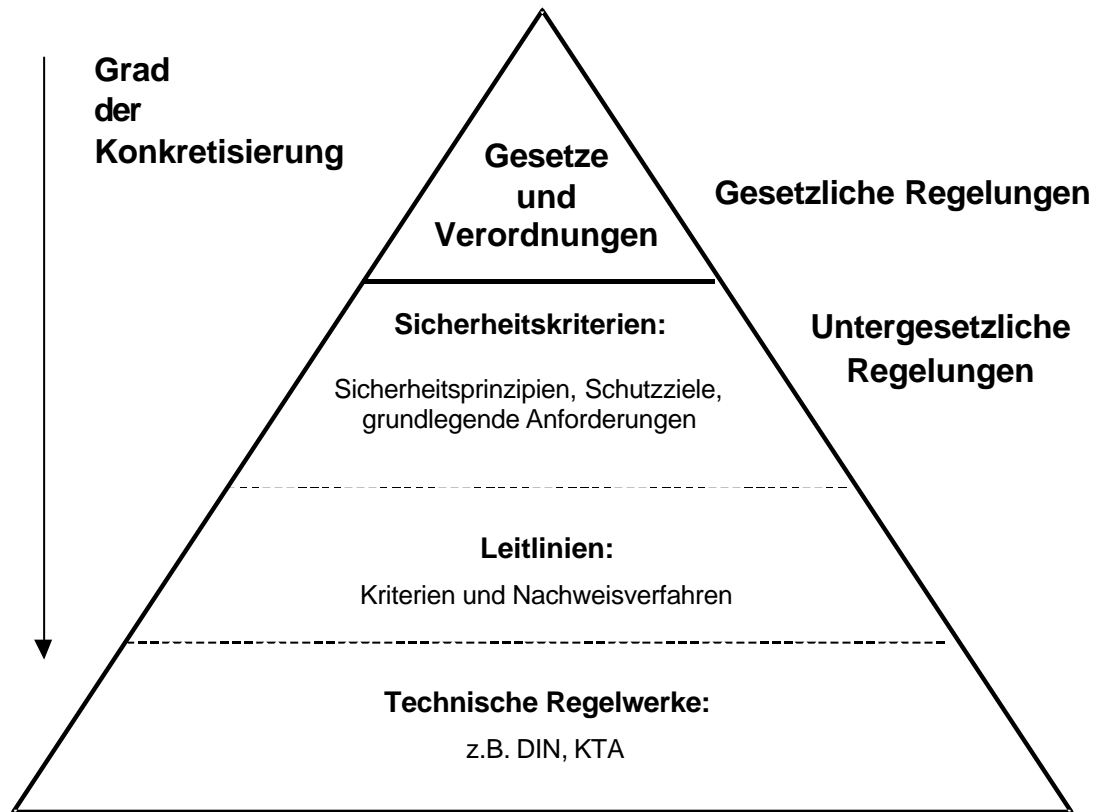 Grad
der
Konkretisierung
Gesetze
und
Verordnungen
Gesetzliche Regelungen
Sicherheitskriterien:
Sicherheitsprinzipien, Schutzziele,
grundlegende Anforderungen
Untergesetzliche
Regelungen
Leitlinien:
Kriterien und Nachweisverfahren
Technische Regelwerke:
z.B. DIN, KTA